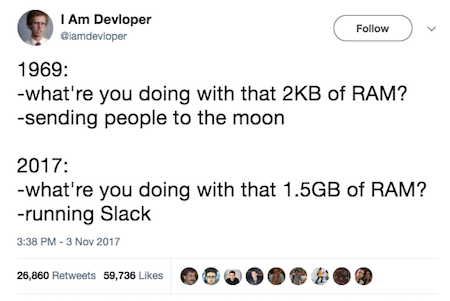 I Am Devloper
@iamdevloper
Follow
1969:
-what're you doing with that 2KB of RAM?
-sending people to the moon
2017:
-what're you doing with that 1.5GB of RAM?
-running Slack
3:38 PM - 3 Nov 2017
26,860 Retweets 59,736 Likes